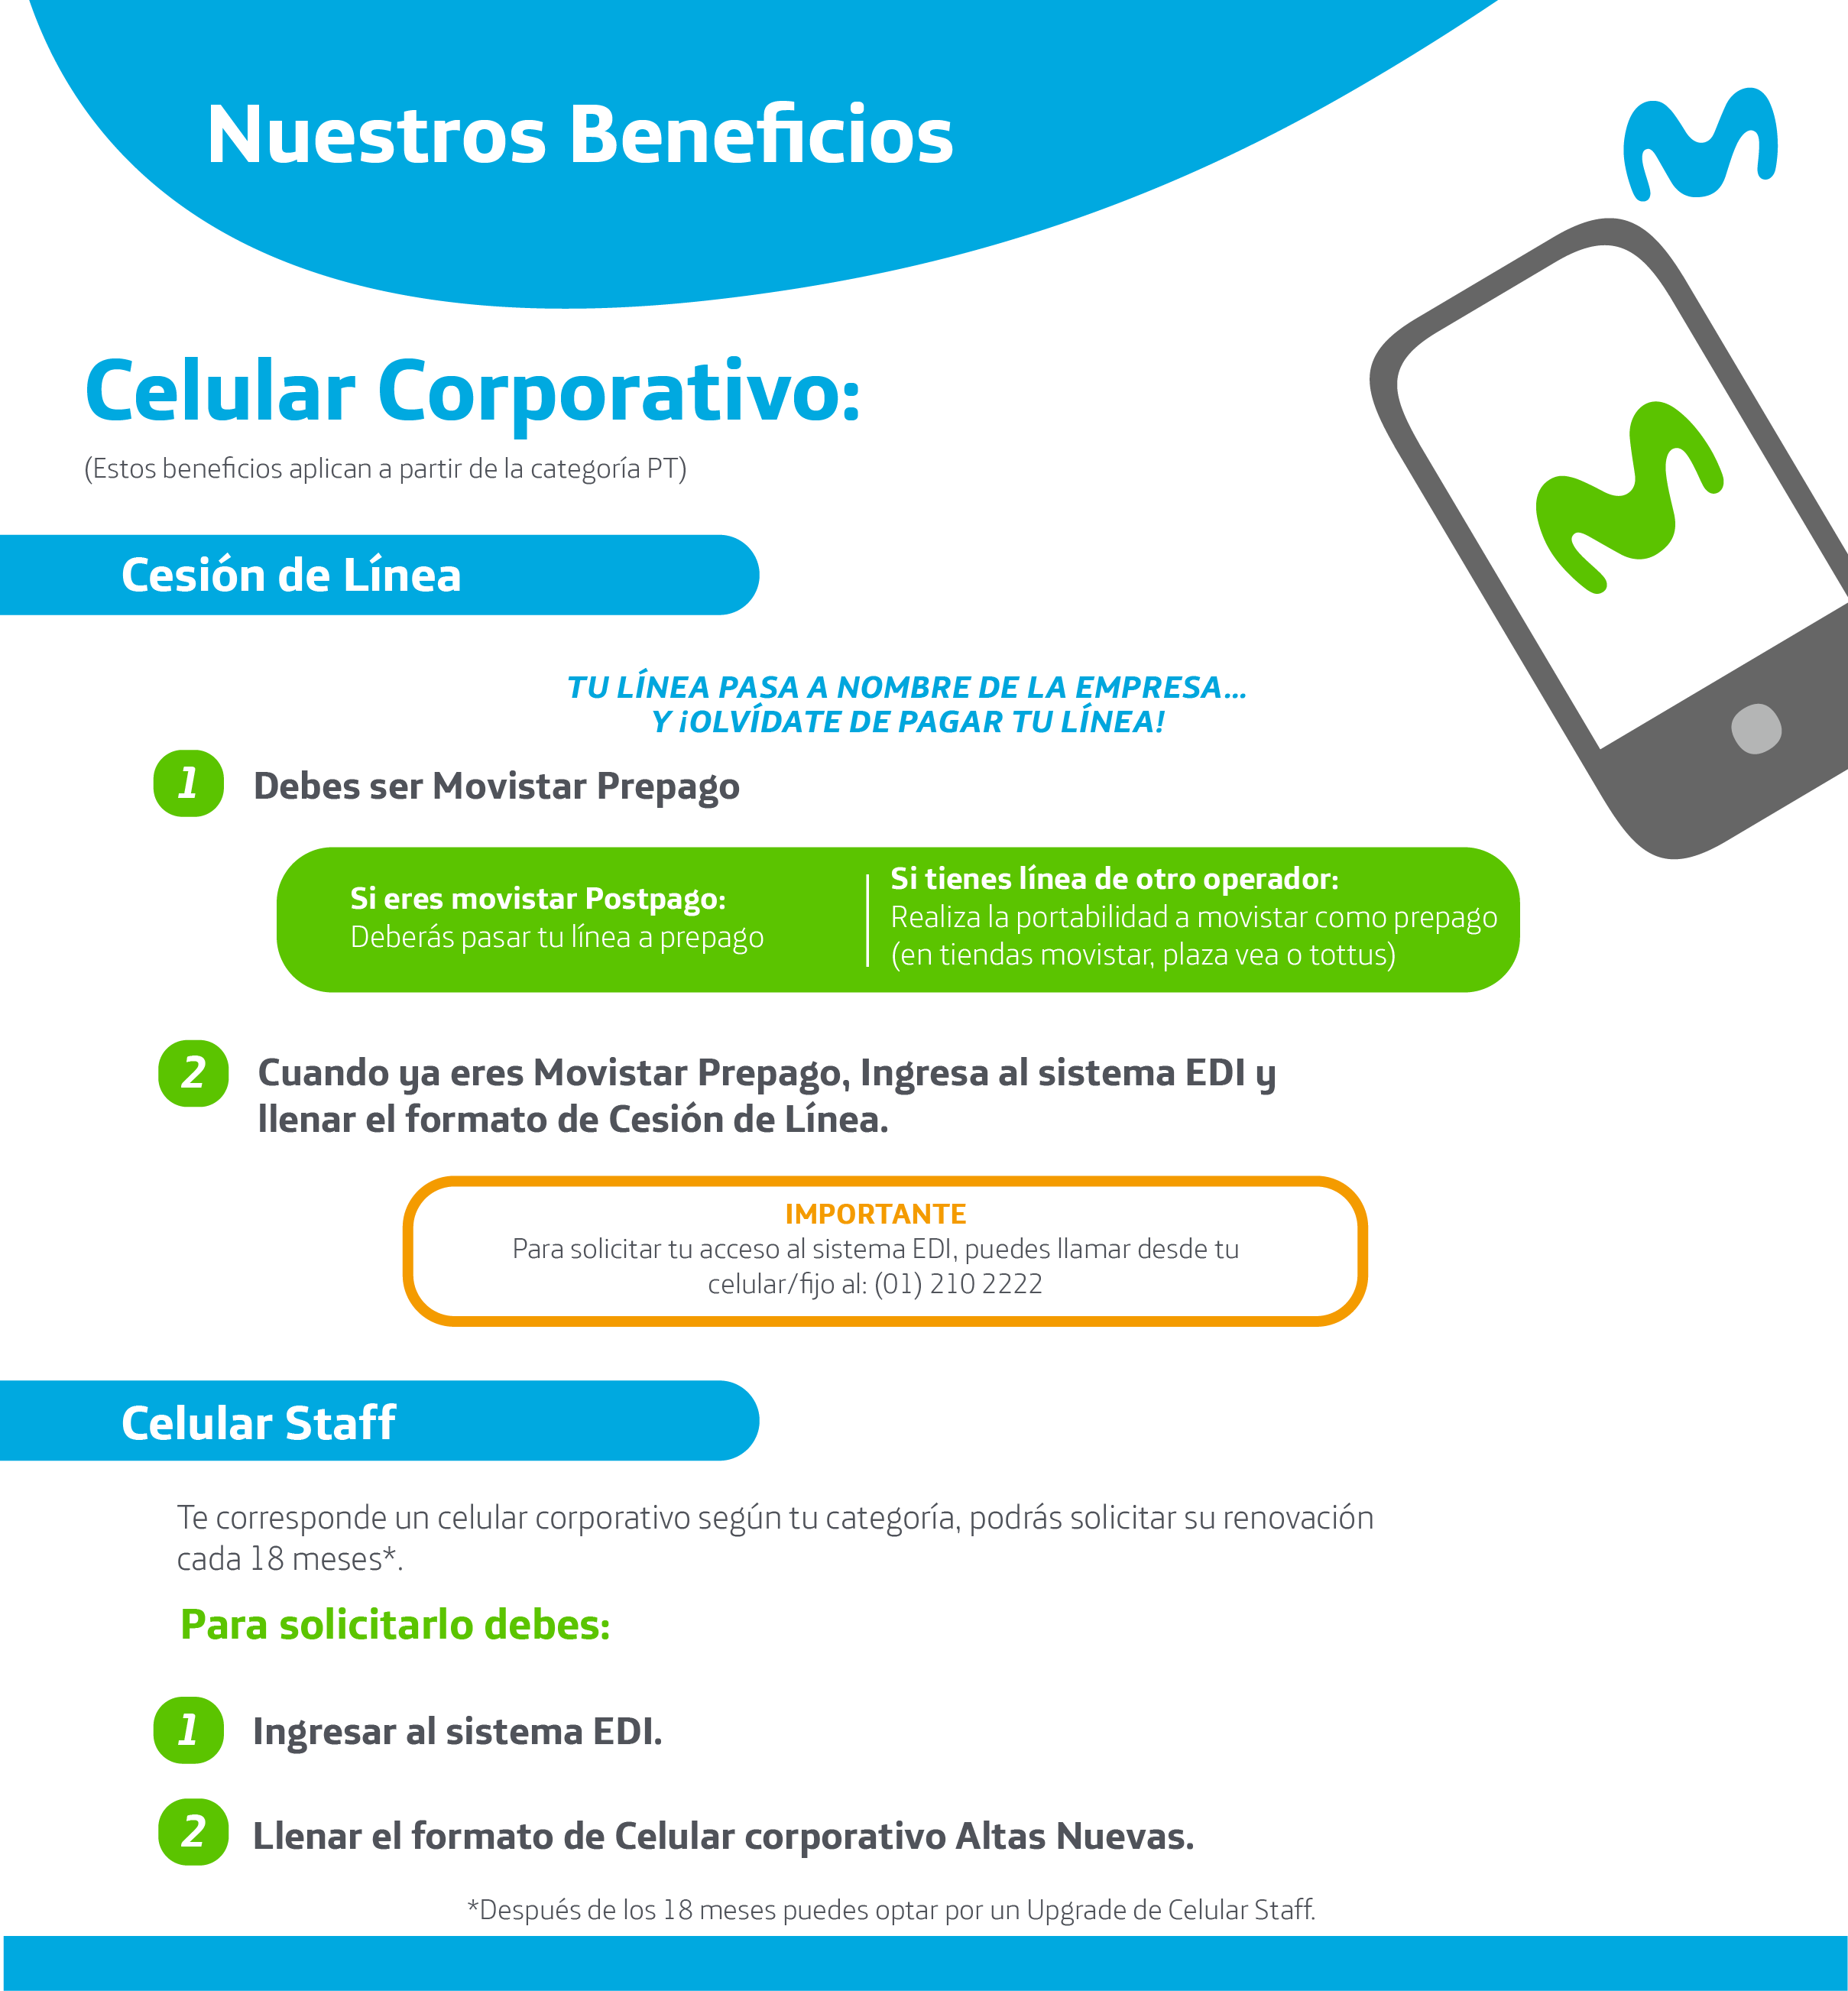 Nuestros Beneficios
Celular Corporativo:
(Estos beneficios aplican a partir de la categoría PT)
Cesión de Línea
TU LÍNEA PASA A NOMBRE DE LA EMPRESA...
Y ¡OLVÍDATE DE PAGAR TU LÍNEA!
1 Debes ser Movistar Prepago
Si eres movistar Postpago:
Deberás pasar tu línea a prepago
Si tienes línea de otro operador:
Realiza la portabilidad a movistar como prepago
(en tiendas movistar, plaza vea o tottus)
2 Cuando ya eres Movistar Prepago, Ingresa al sistema EDI y
llenar el formato de Cesión de Línea.
IMPORTANTE
Para solicitar tu acceso al sistema EDI, puedes llamar desde tu
celular/fijo al: (01) 210 2222
Celular Staff
Te corresponde un celular corporativo según tu categoría, podrás solicitar su renovación
cada 18 meses*.
Para solicitarlo debes:
1 Ingresar al sistema EDI.
2 Llenar el formato de Celular corporativo Altas Nuevas.
*Después de los 18 meses puedes optar por un Upgrade de Celular Staff.